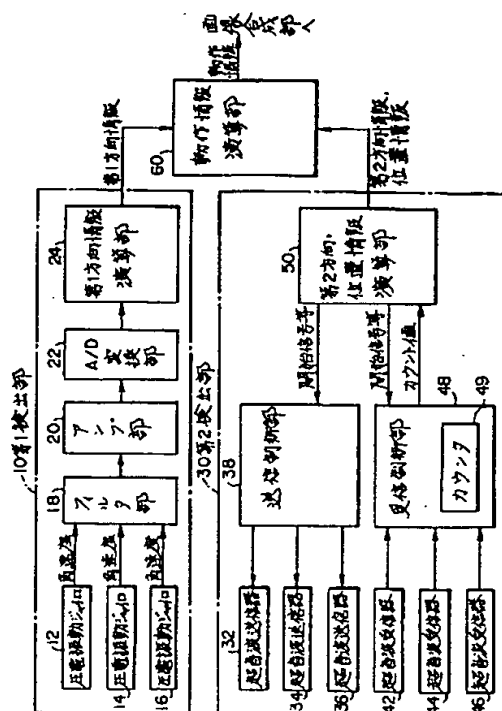 10第1検出部
12
圧電振動ジャイロ
角速度
14
圧電振動ジャイロ
角速度
16
圧電振動ジャイロ
角速度
18
フィルタ部
20
アンプ部
22
A/D
変換部
24
第1方向情報
演算部
第1方向情報
60
動作情報
演算部
動作
情報
画像合成部へ
30第2検出部
32
超音波送信器
34
超音波送信器
36
超音波送信器
38
送信制御部
開始信号等
42
超音波受信器
44
超音波受信器
46
超音波受信器
受信制御部
48
カウンタ
49
開始信号等
カウント値
50
第2方向,
位置情報
演算部
第2方向情報,
位置情報